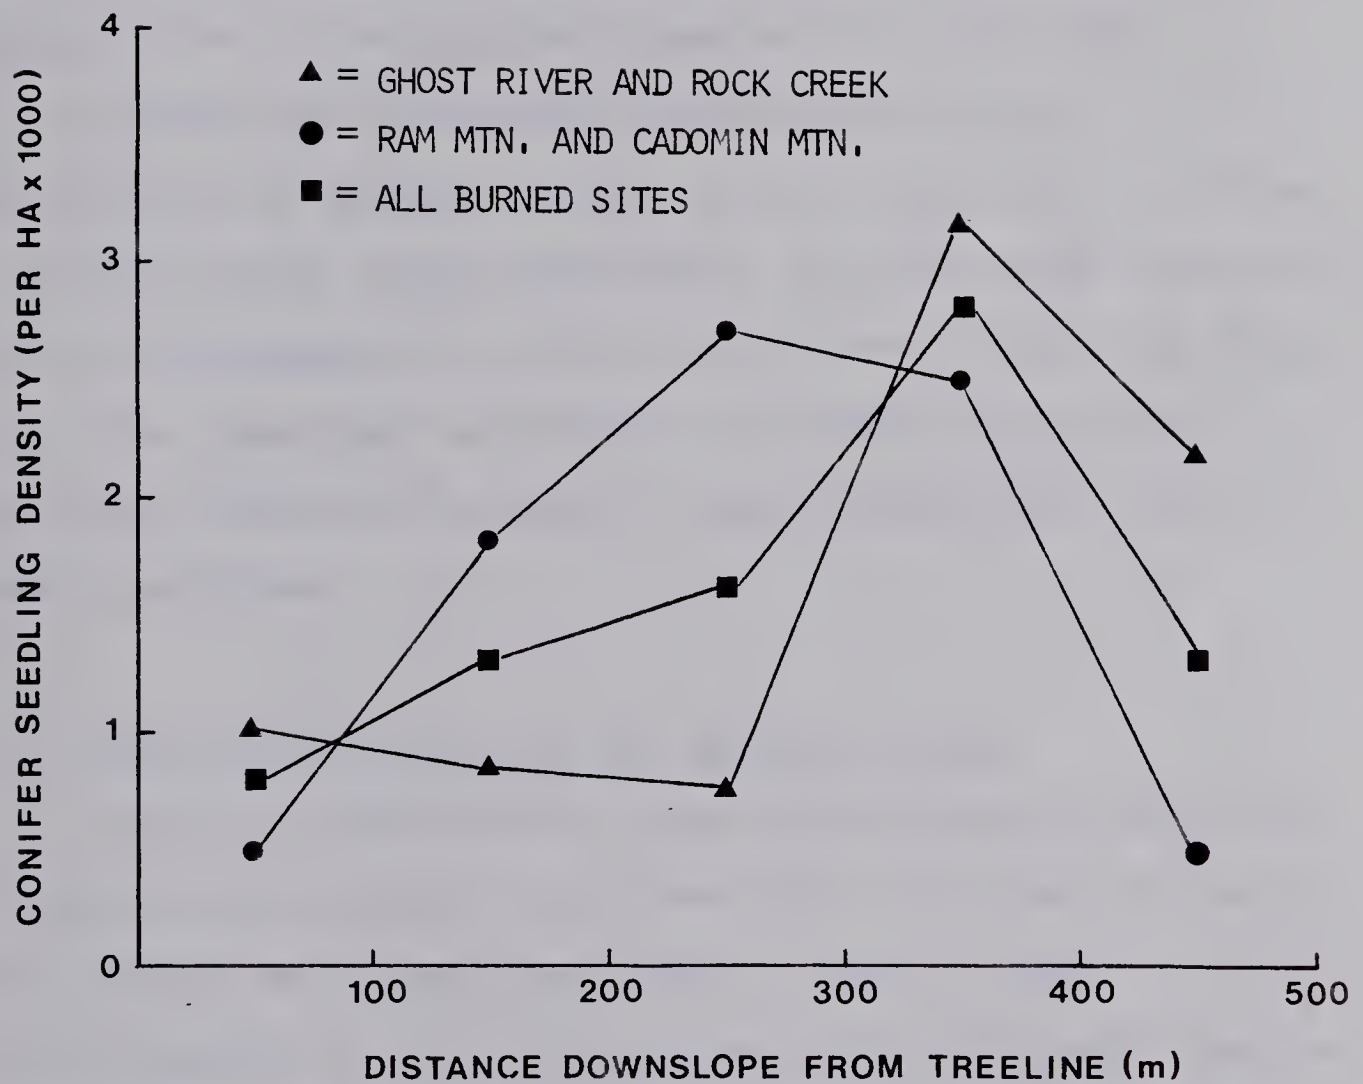 4
▲ = GHOST RIVER AND ROCK CREEK
● = RAM MTN. AND CADOMIN MTN.
■ = ALL BURNED SITES
3
2
1
0
CONIFER SEEDLING DENSITY (PER HA x 1000)
100 200 300 400 500
DISTANCE DOWNSLOPE FROM TREELINE (m)